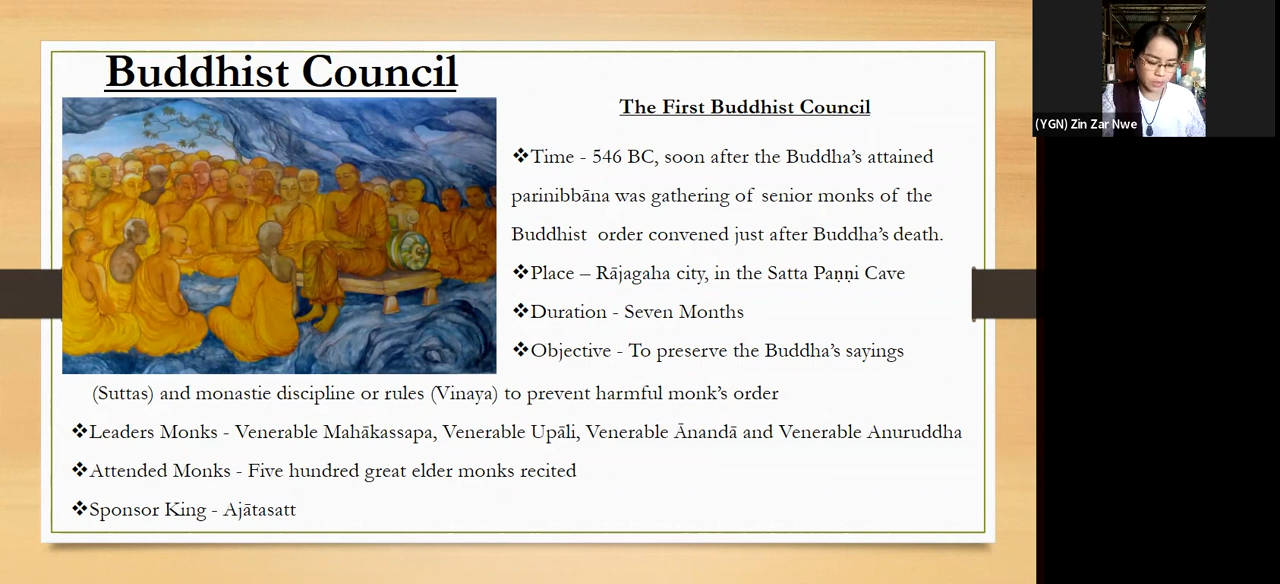 Buddhist Council
The First Buddhist Council
❖Time - 546 BC, soon after the Buddha's attained
parinibbāna was gathering of senior monks of the
Buddhist order convened just after Buddha's death.
❖Place – Rājagaha city, in the Satta Paṇṇi Cave
❖Duration - Seven Months
❖Objective - To preserve the Buddha's sayings
(Suttas) and monastie discipline or rules (Vinaya) to prevent harmful monk's order
❖Leaders Monks - Venerable Mahākassapa, Venerable Upāli, Venerable Ānandā and Venerable Anuruddha
❖Attended Monks - Five hundred great elder monks recited
❖Sponsor King - Ajātasatt
(YGN) Zin Zar Nwe